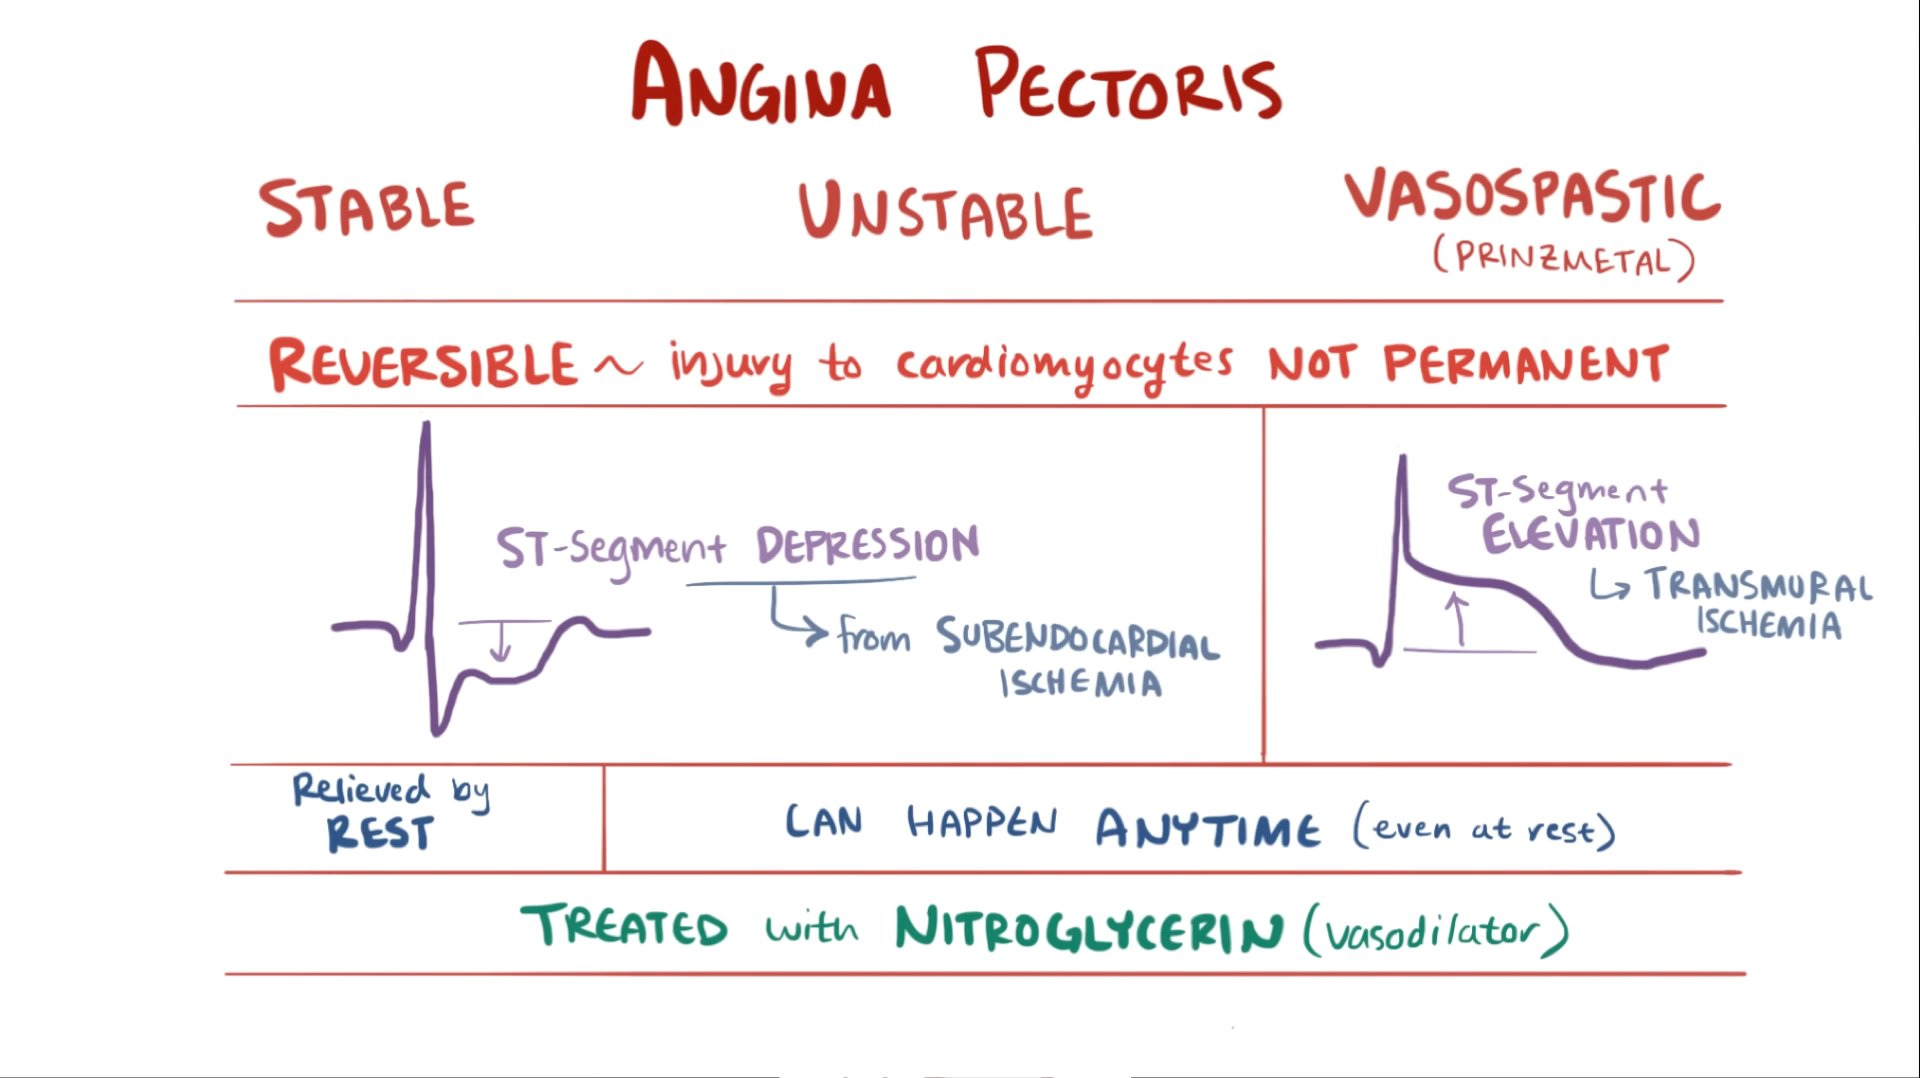 ANGINA PECTORIS
STABLE UNSTABLE VASOSPASTIC
(PRINZMETAL)
REVERSIBLE ~ injury to cardiomyocytes NOT PERMANENT
ST-Segment DEPRESSION
from SUBENDOCARDIAL
ISCHEMIA
ST-Segment
ELEVATION
TRANSMURAL
ISCHEMIA
Relieved by
REST
CAN HAPPEN ANYTIME (even at rest)
TREATED with NITROGLYCERIN (vasodilator)